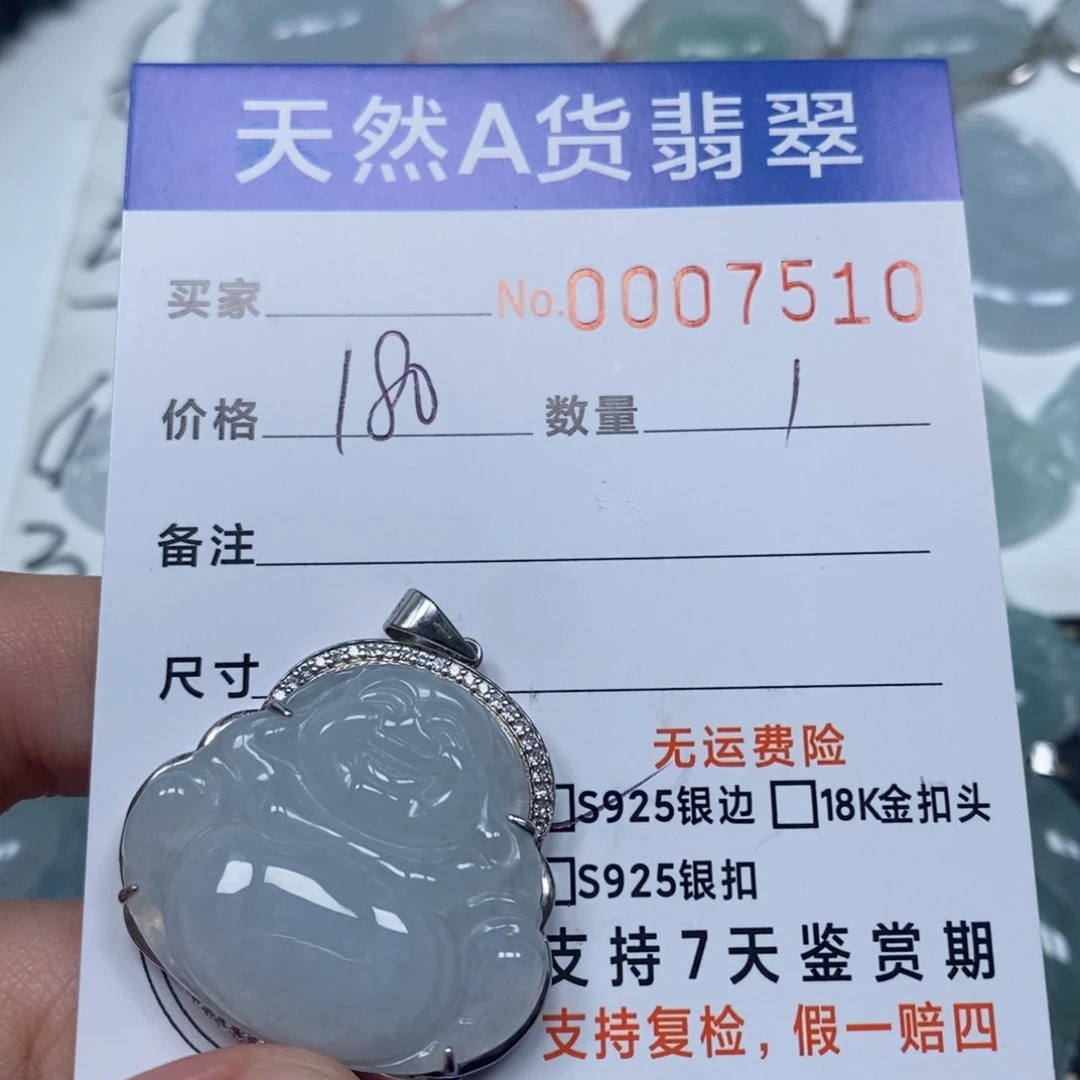 天然A货翡翠
买家 No.0007510
价格 180 数量 1
备注
尺寸
无运费险
S925银边 18K金扣头
S925银扣
支持7天鉴赏期
支持复检，假一赔四
3